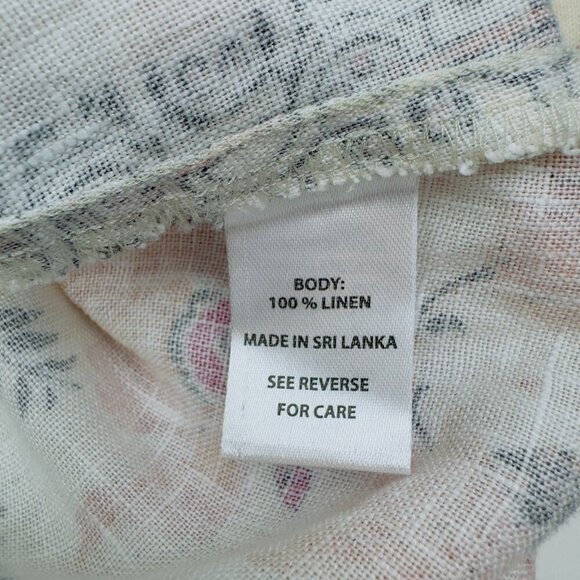 BODY:
100 % LINEN
MADE IN SRI LANKA
SEE REVERSE
FOR CARE